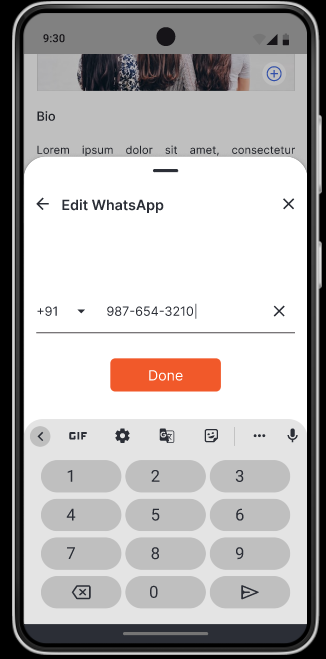 9:30
Bio
Lorem ipsum dolor sit amet, consectetur
Edit WhatsApp
+91 987-654-3210
Done
GIF
1 2 3
4 5 6
7 8 9
0